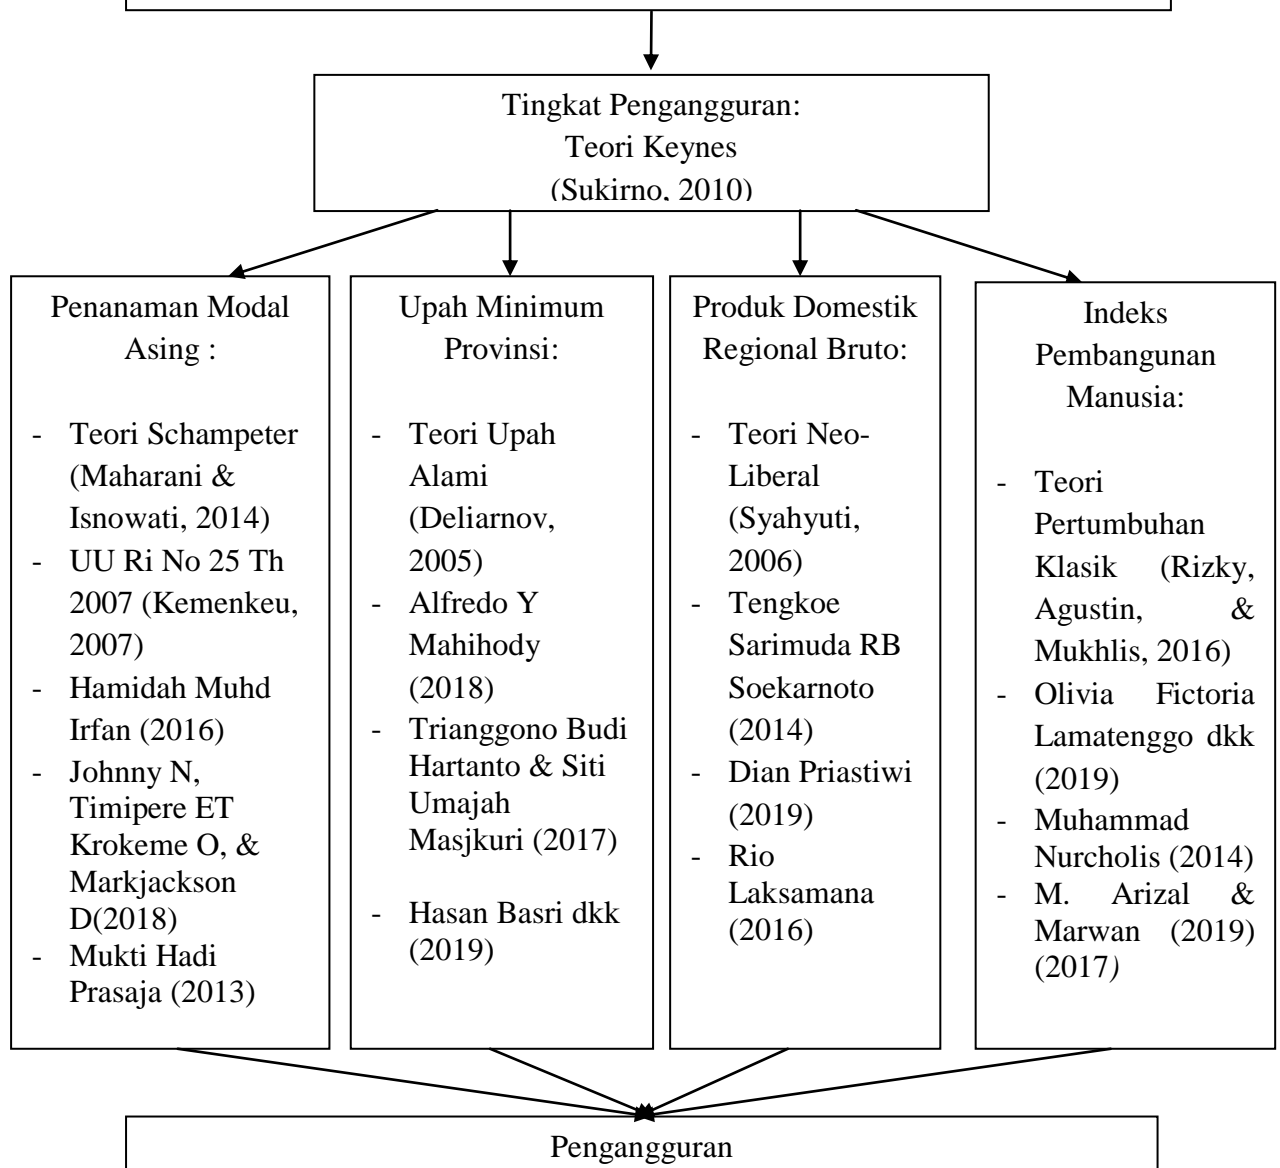 Tingkat Pengangguran:
Teori Keynes
(Sukirno, 2010)
Penanaman Modal
Asing :
- Teori Schampeter
(Maharani &
Isnowati, 2014)
- UU Ri No 25 Th
2007 (Kemenkeu,
2007)
- Hamidah Muhd
Irfan (2016)
- Johnny N,
Timipere ET
Krokeme O, &
Markjackson
D(2018)
- Mukti Hadi
Prasaja (2013)
Upah Minimum
Provinsi:
- Teori Upah
Alami
(Deliarnov,
2005)
- Alfredo Y
Mahihody
(2018)
- Trianggono Budi
Hartanto & Siti
Umajah
Masjkuri (2017)
- Hasan Basri dkk
(2019)
Produk Domestik
Regional Bruto:
- Teori Neo-
Liberal
(Syahyuti,
2006)
- Tengkoe
Sarimuda RB
Soekarnoto
(2014)
- Dian Priastiwi
(2019)
- Rio
Laksamana
(2016)
Indeks
Pembangunan
Manusia:
- Teori
Pertumbuhan
Klasik (Rizky,
Agustin, &
Mukhlis, 2016)
- Olivia Fictoria
Lamatenggo dkk
(2019)
- Muhammad
Nurcholis (2014)
- M. Arizal &
Marwan (2019)
(2017)
Pengangguran